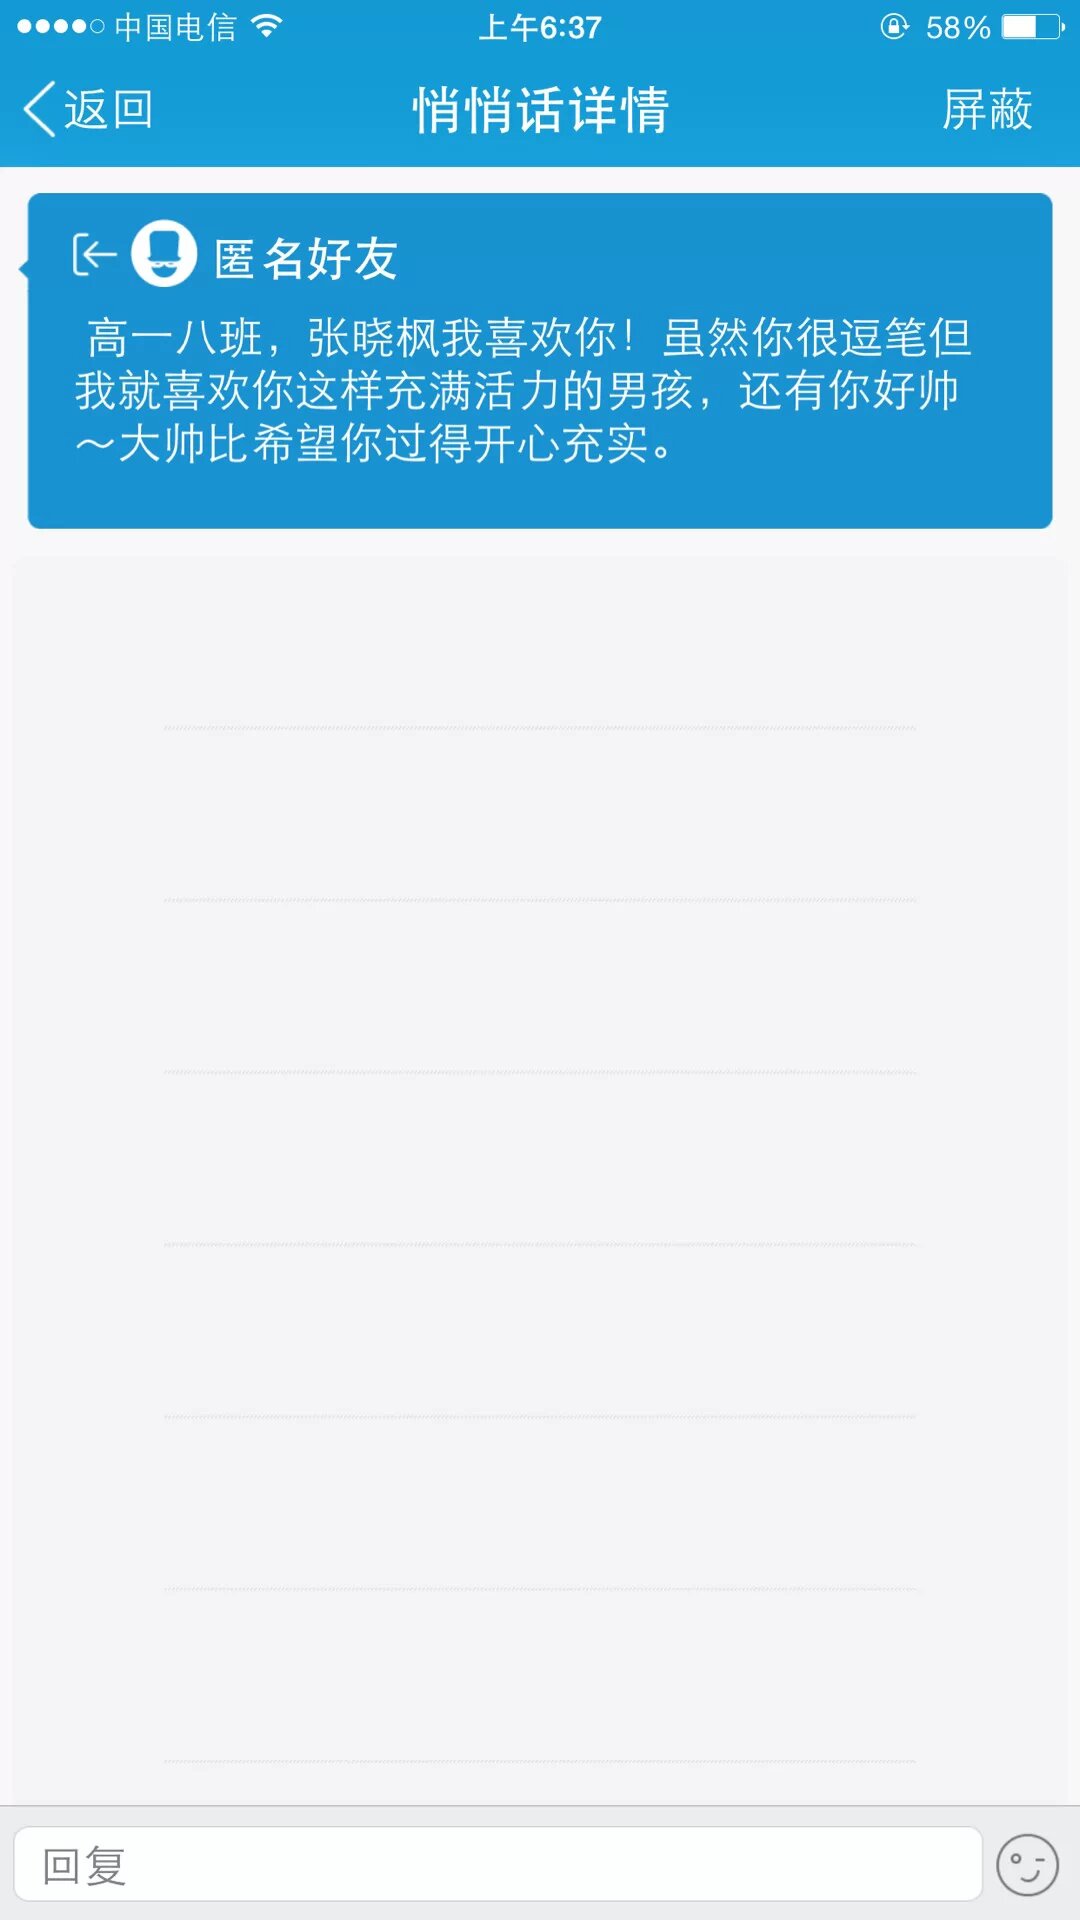 中国电信 上午6:37 58%
返回 悄悄话详情 屏蔽
匿名好友
高一八班，张晓枫我喜欢你！虽然你很逗笔但
我就喜欢你这样充满活力的男孩，还有你好帅
～大帅比希望你过得开心充实。
回复